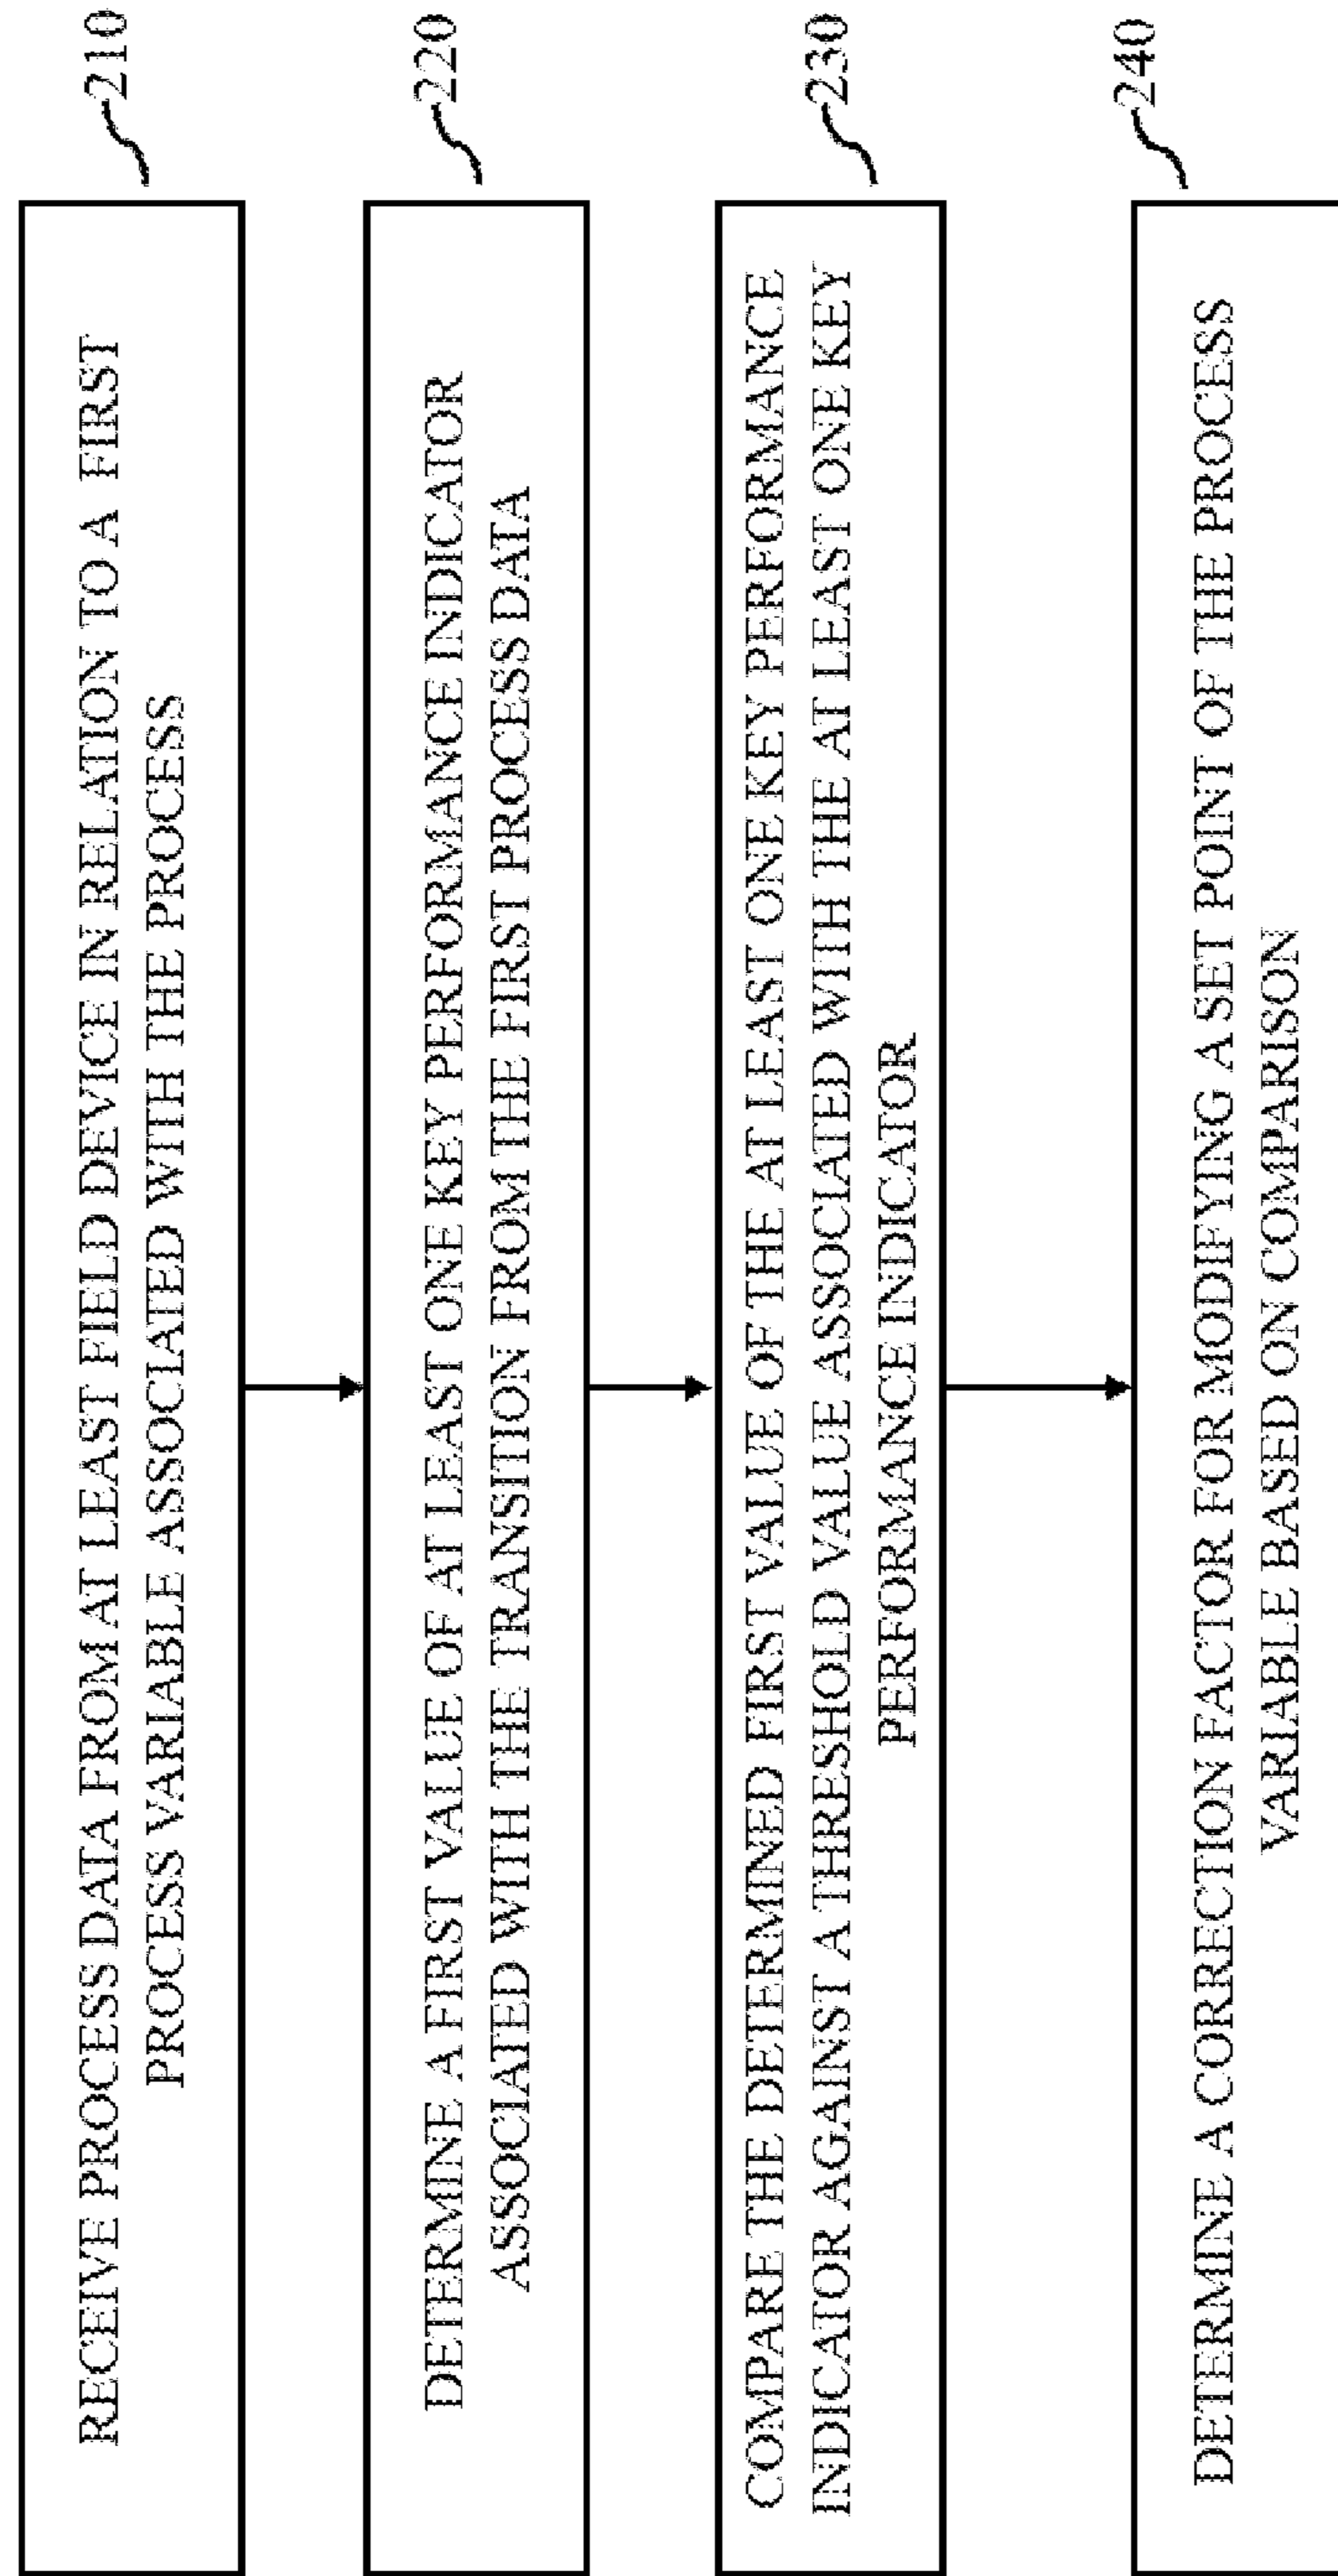 RECEIVE PROCESS DATA FROM AT LEAST FIELD DEVICE IN RELATION TO A FIRST
PROCESS VARIABLE ASSOCIATED WITH THE PROCESS
210
DETERMINE A FIRST VALUE OF AT LEAST ONE KEY PERFORMANCE INDICATOR
ASSOCIATED WITH THE TRANSITION FROM THE FIRST PROCESS DATA
220
COMPARE THE DETERMINED FIRST VALUE OF THE AT LEAST ONE KEY PERFORMANCE
INDICATOR AGAINST A THRESHOLD VALUE ASSOCIATED WITH THE AT LEAST ONE KEY
PERFORMANCE INDICATOR
230
DETERMINE A CORRECTION FACTOR FOR MODIFYING A SET POINT OF THE PROCESS
VARIABLE BASED ON COMPARISON
240